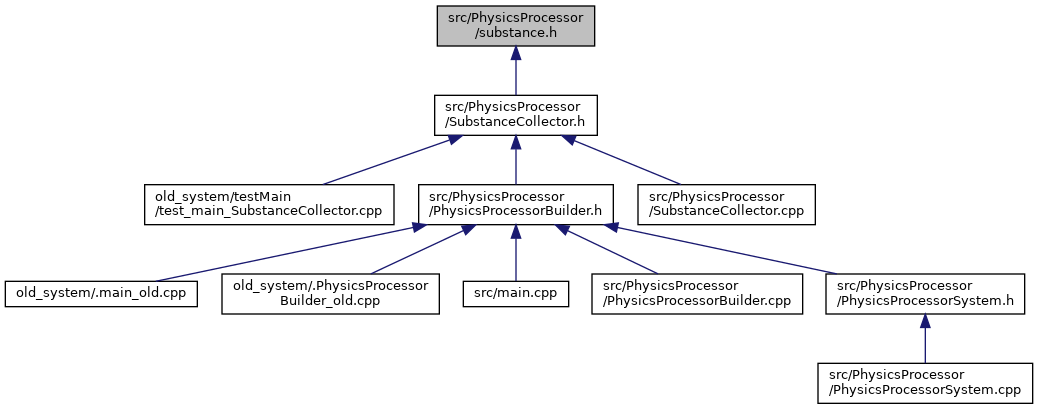 src/PhysicsProcessor
/substance.h
src/PhysicsProcessor
/SubstanceCollector.h
old_system/testMain
/test_main_SubstanceCollector.cpp
src/PhysicsProcessor
/PhysicsProcessorBuilder.h
src/PhysicsProcessor
/SubstanceCollector.cpp
old_system/.main_old.cpp
old_system/.PhysicsProcessor
Builder_old.cpp
src/main.cpp
src/PhysicsProcessor
/PhysicsProcessorBuilder.cpp
src/PhysicsProcessor
/PhysicsProcessorSystem.h
src/PhysicsProcessor
/PhysicsProcessorSystem.cpp